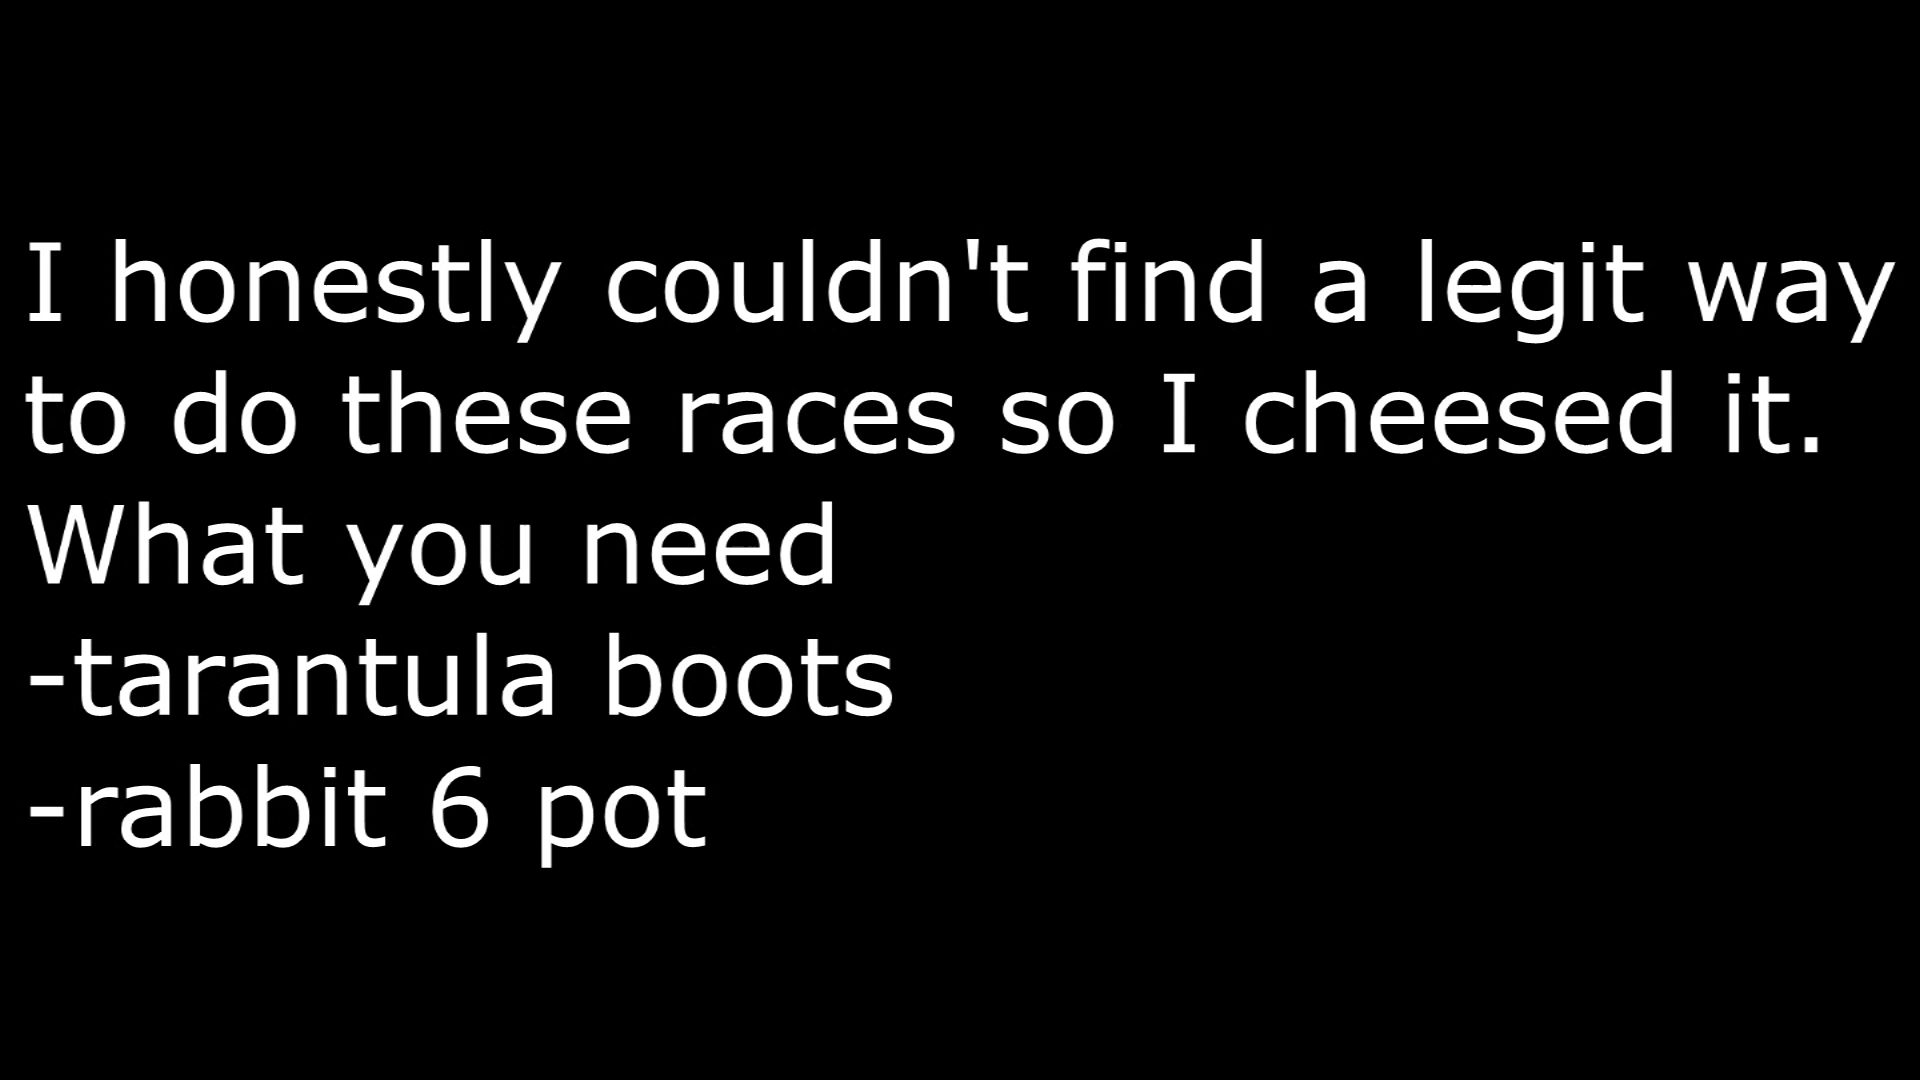 I honestly couldn't find a legit way
to do these races so I cheesed it.
What you need
-tarantula boots
-rabbit 6 pot